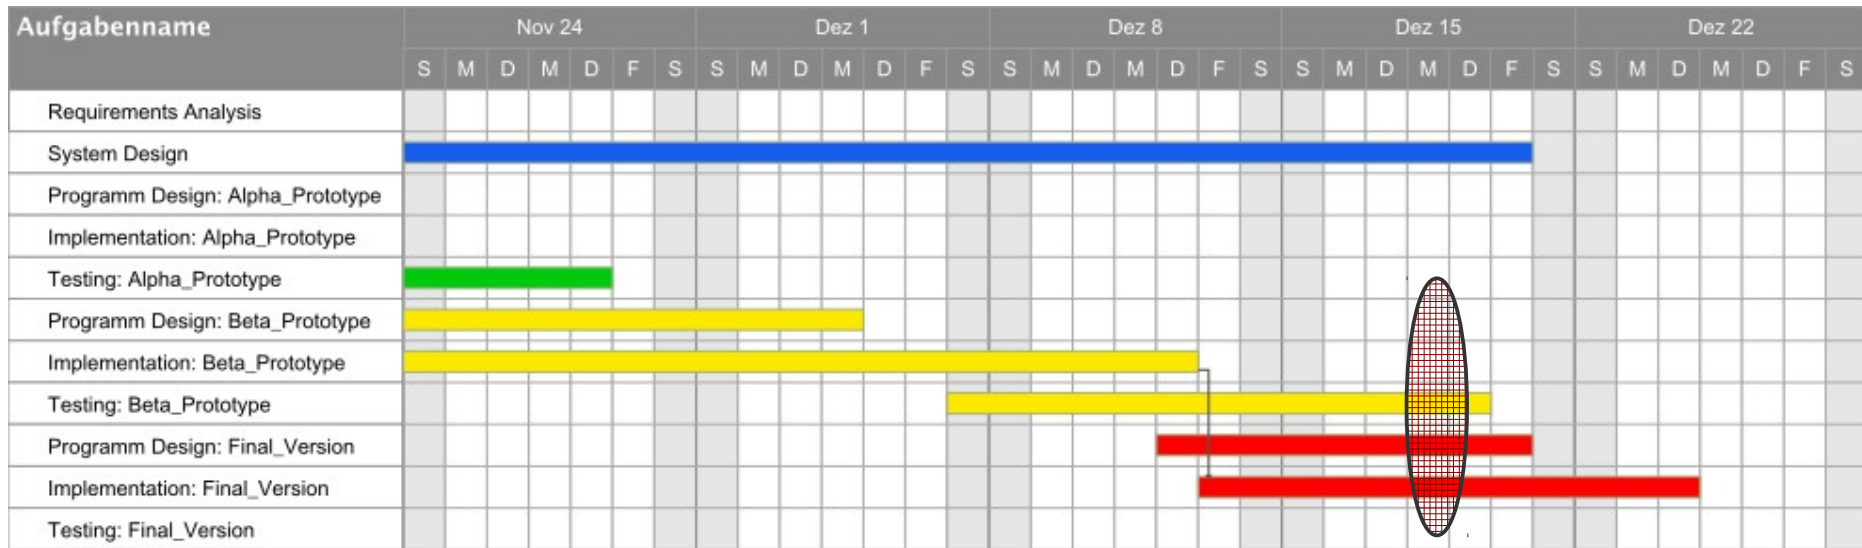 Aufgabenname Nov 24 Dez 1 Dez 8 Dez 15 Dez 22
S M D M D F S S M D M D F S S M D M D F S S M D M D F S S M D M D F S
Requirements Analysis
System Design
Programm Design: Alpha_Prototype
Implementation: Alpha_Prototype
Testing: Alpha_Prototype
Programm Design: Beta_Prototype
Implementation: Beta_Prototype
Testing: Beta_Prototype
Programm Design: Final_Version
Implementation: Final_Version
Testing: Final_Version